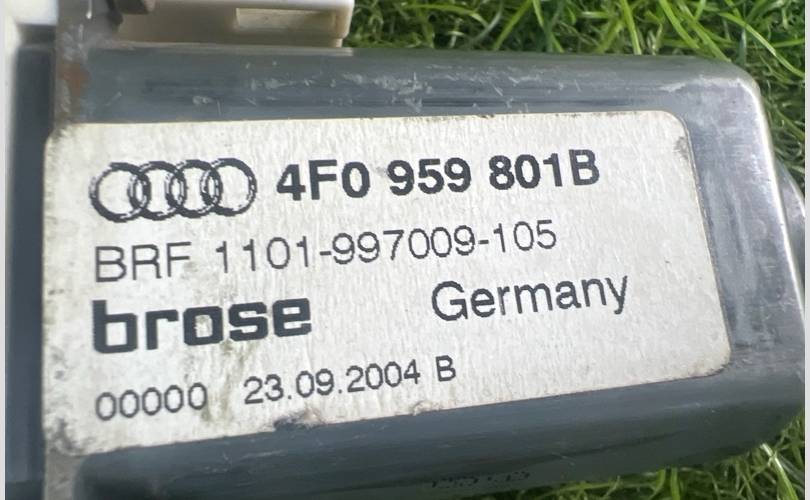 4F0 959 801B
BRF 1101-997009-105
brose Germany
00000 23.09.2004 B